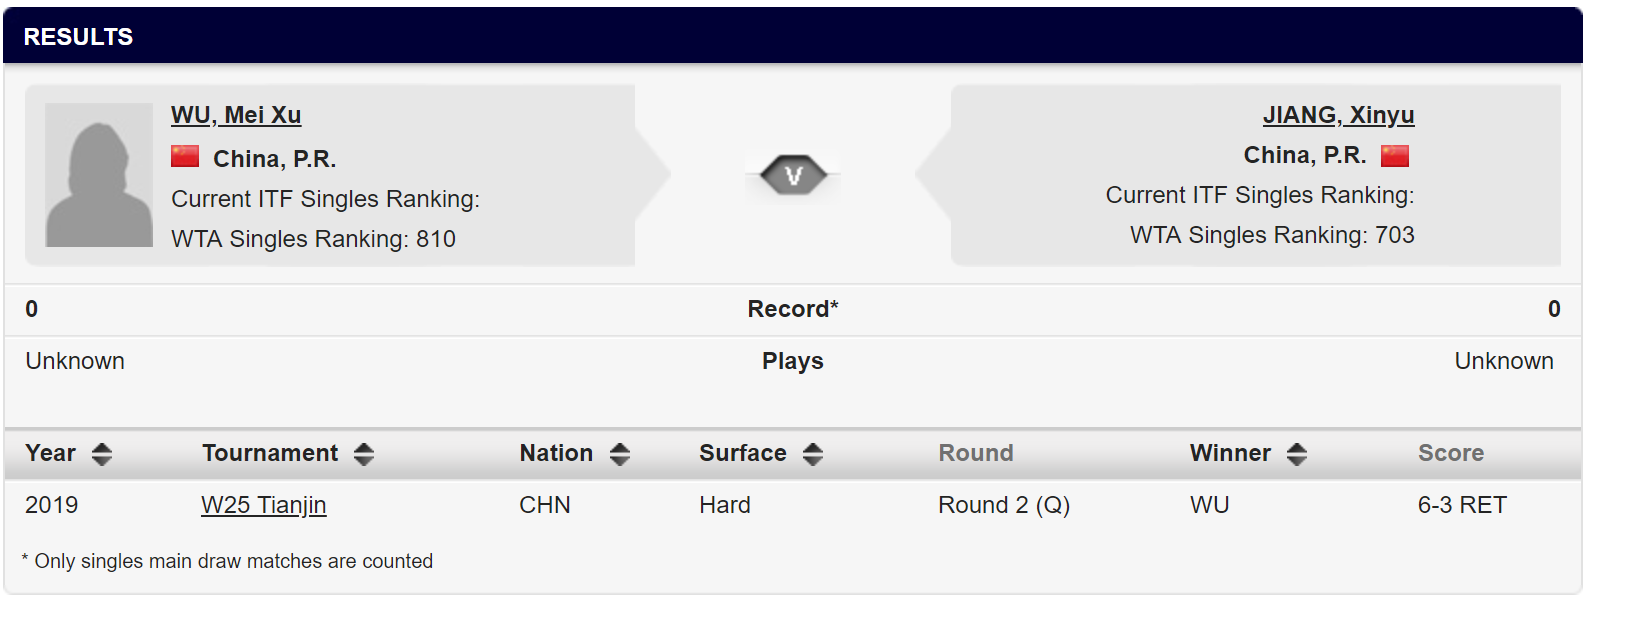 RESULTS
WU, Mei Xu
China, P.R.
Current ITF Singles Ranking:
WTA Singles Ranking: 810
V
JIANG, Xinyu
China, P.R.
Current ITF Singles Ranking:
WTA Singles Ranking: 703
0 Record* 0
Unknown Plays Unknown
Year Tournament Nation Surface Round Winner Score
2019 W25 Tianjin CHN Hard Round 2 (Q) WU 6-3 RET
* Only singles main draw matches are counted